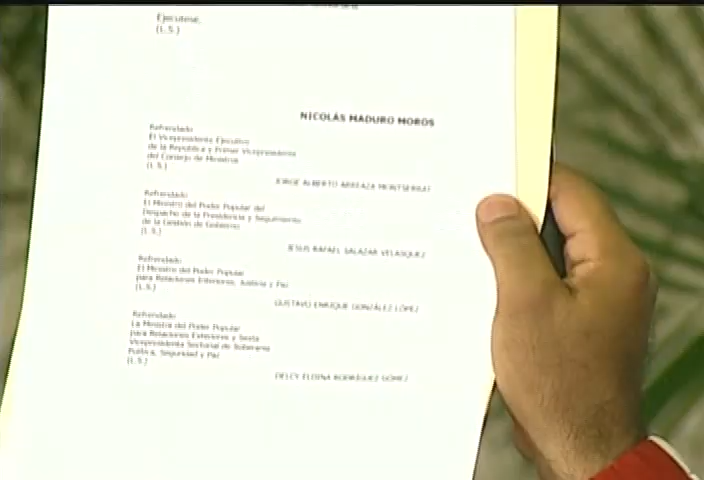 Ejecútese,
(L.S.)
NICOLÁS MADURO MOROS
Refrendado
El Vicepresidente Ejecutivo
de la República y Primer Vicepresidente
del Consejo de Ministros
(L.S.)
JORGE ALBERTO ARREAZA MONTSERRAT
Refrendado
El Ministro del Poder Popular del
Despacho de la Presidencia y Seguimiento
de la Gestión de Gobierno
(L.S.)
JESÚS RAFAEL SALAZAR VELÁSQUEZ
Refrendado
El Ministro del Poder Popular
para Relaciones Interiores, Justicia y Paz
(L.S.)
GUSTAVO ENRIQUE GONZÁLEZ LÓPEZ
Refrendado
La Ministra del Poder Popular
para Relaciones Exteriores y Sexta
Vicepresidenta Sectorial de Soberanía
Política, Seguridad y Paz
(L.S.)
DELCY ELOINA RODRÍGUEZ GÓMEZ